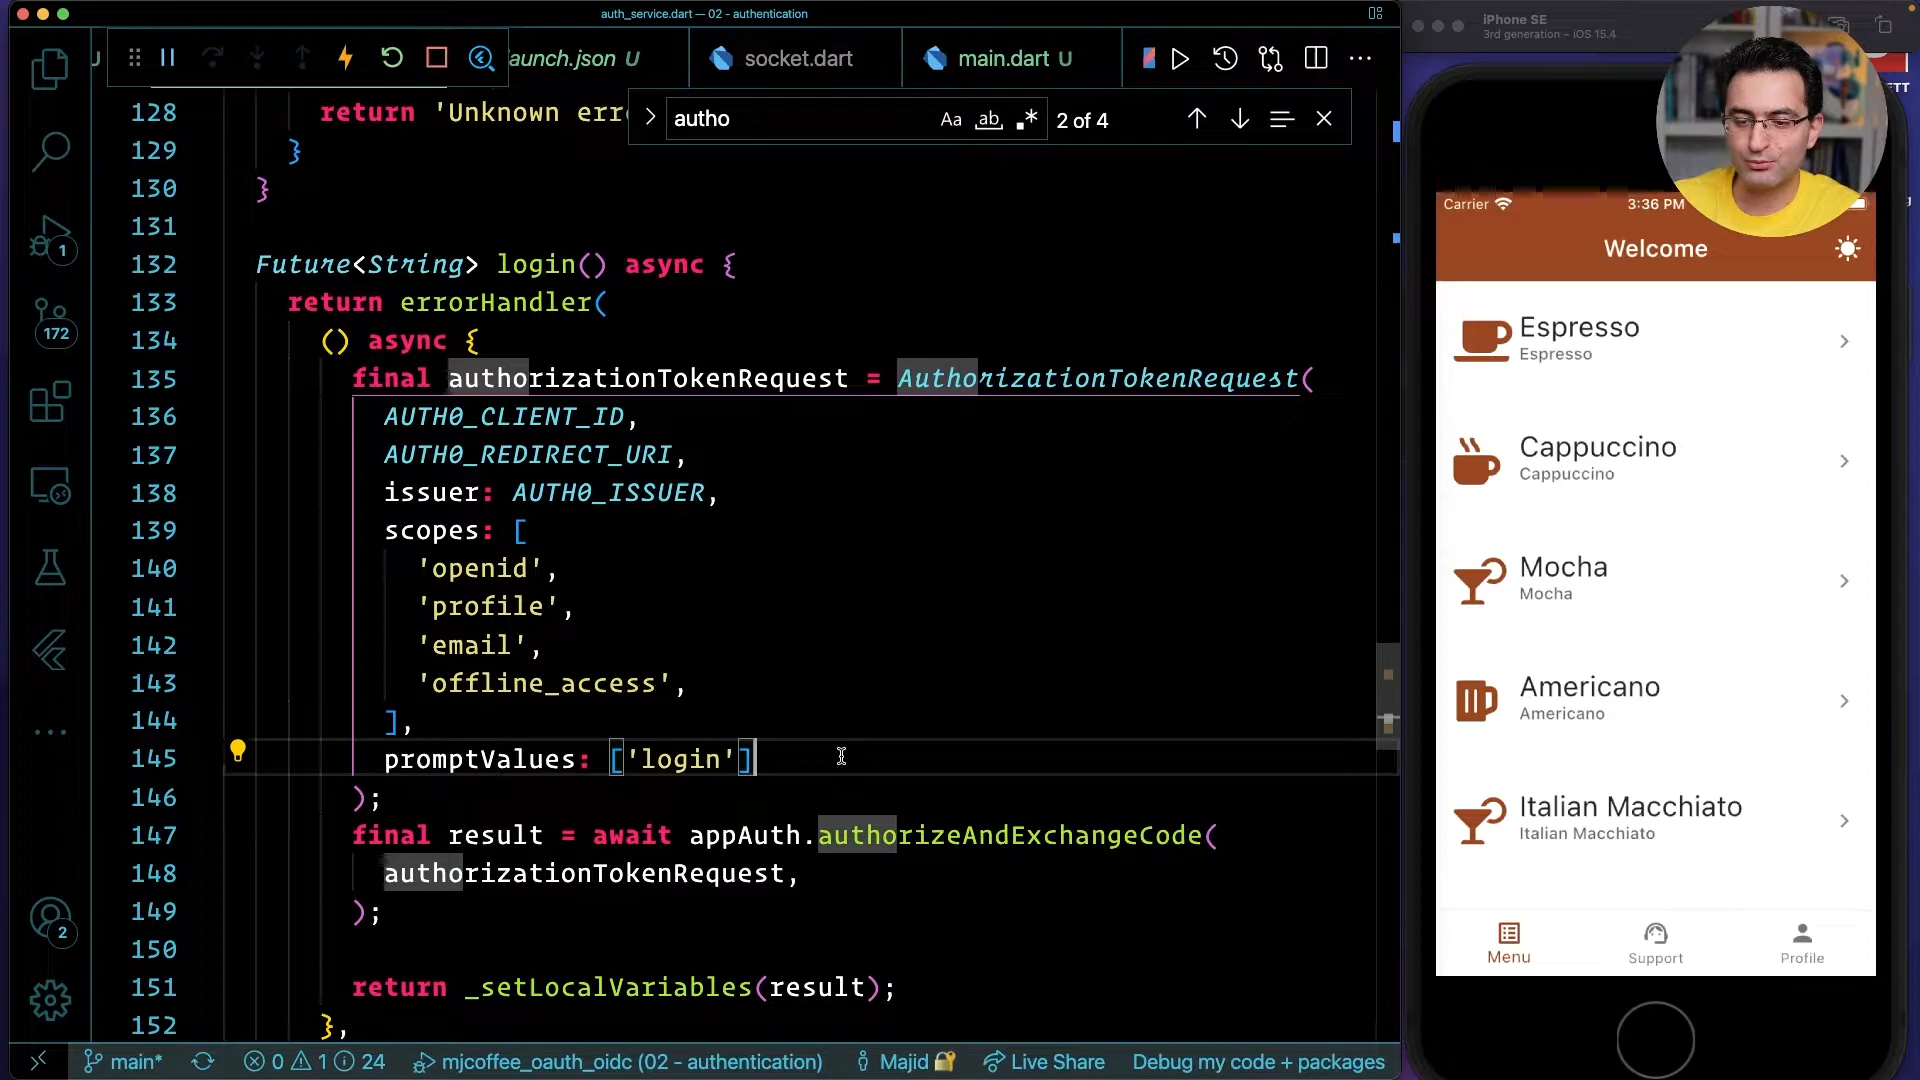 auth_service.dart — 02 - authentication
aunch.json U
socket.dart
main.dart U
autho
Aa
ab
2 of 4
128 return 'Unknown err
129 }
130 }
131
132 Future<String> login() async {
133 return errorHandler(
134 () async {
135 final authorizationTokenRequest = AuthorizationTokenRequest(
136 AUTH0_CLIENT_ID,
137 AUTH0_REDIRECT_URI,
138 issuer: AUTH0_ISSUER,
139 scopes: [
140 'openid',
141 'profile',
142 'email',
143 'offline_access',
144 ],
145 promptValues: ['login']
146 );
147 final result = await appAuth.authorizeAndExchangeCode(
148 authorizationTokenRequest,
149 );
150
151 return _setLocalVariables(result);
152 },
1
172
2
main*
0 1 24
mjcoffee_oauth_oidc (02 - authentication)
Majid
Live Share
Debug my code + packages
iPhone SE
3rd generation – iOS 15.4
Carrier
3:36 PM
Welcome
Espresso
Espresso
Cappuccino
Cappuccino
Mocha
Mocha
Americano
Americano
Italian Macchiato
Italian Macchiato
Menu
Support
Profile